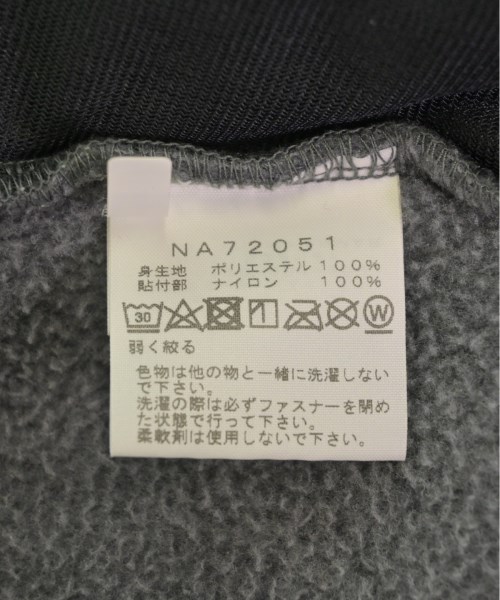 NA72051
身生地 ポリエステル 100%
貼付部 ナイロン 100%
30 W
弱く絞る
色物は他の物と一緒に洗濯しない
で下さい。
洗濯の際は必ずファスナーを閉め
た状態で行って下さい。
柔軟剤は使用しないで下さい。